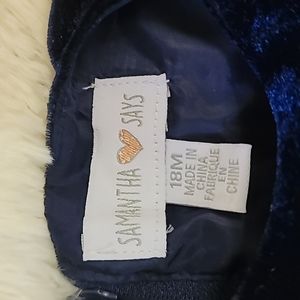 SAMANTHA SAYS
18M
MADE IN
CHINA
FABRIQUE
EN
CHINE